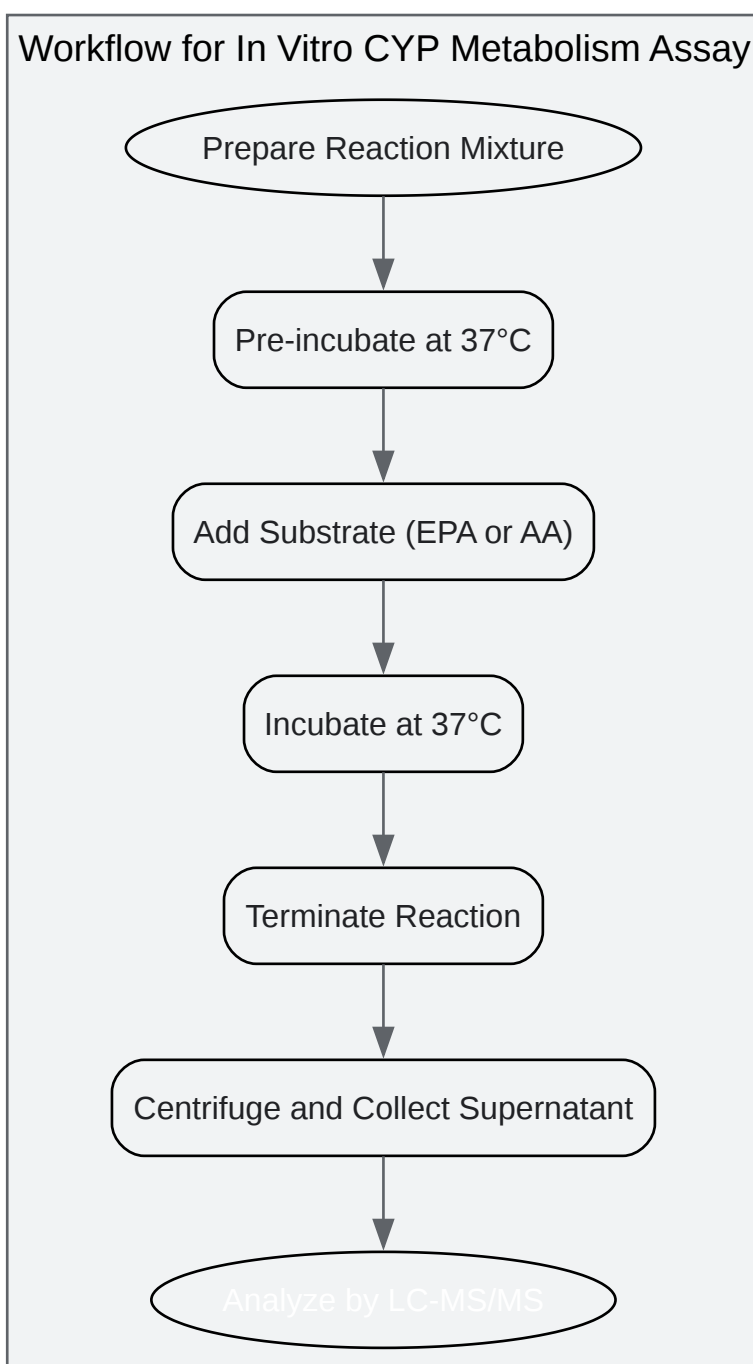 Workflow for In Vitro CYP Metabolism Assay
Prepare Reaction Mixture
Pre-incubate at 37°C
Add Substrate (EPA or AA)
Incubate at 37°C
Terminate Reaction
Centrifuge and Collect Supernatant
Analyze by LC-MS/MS